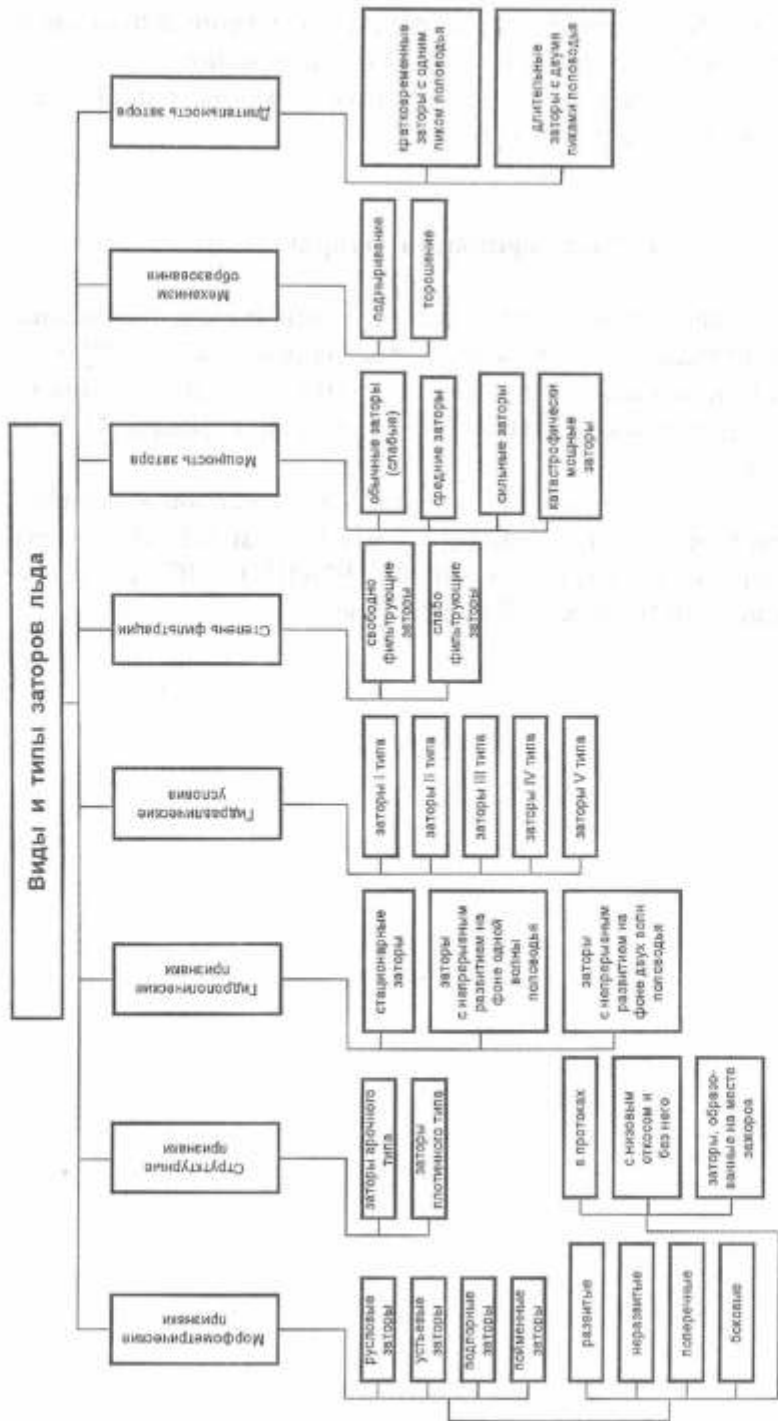 Виды и типы заторов льда
Морфометрические
признаки
Структурные
признаки
Гидрологические
признаки
Гидравлические
условия
Степень фильтрации
Мощность затора
Механизм
образования
Длительность затора
русловые
заторы
устьевые
заторы
подпорные
заторы
пойменные
заторы
развитые
неразвитые
поперечные
боковые
в протоках
с низовым
откосом и
без него
заторы, образо-
ванные на месте
зажоров
заторы арочного
типа
заторы
плотинного типа
стационарные
заторы
заторы
с непрерывным
развитием на
фоне одной
волны
половодья
заторы
с непрерывным
развитием на
фоне двух волн
половодья
заторы I типа
заторы II типа
заторы III типа
заторы IV типа
заторы V типа
свободно
фильтрующие
заторы
слабо
фильтрующие
заторы
обычные заторы
(слабые)
средние заторы
сильные заторы
катастрофически
мощные
заторы
подныривание
торошение
кратковременные
заторы с одним
пиком половодья
длительные
заторы с двумя
пиками половодья